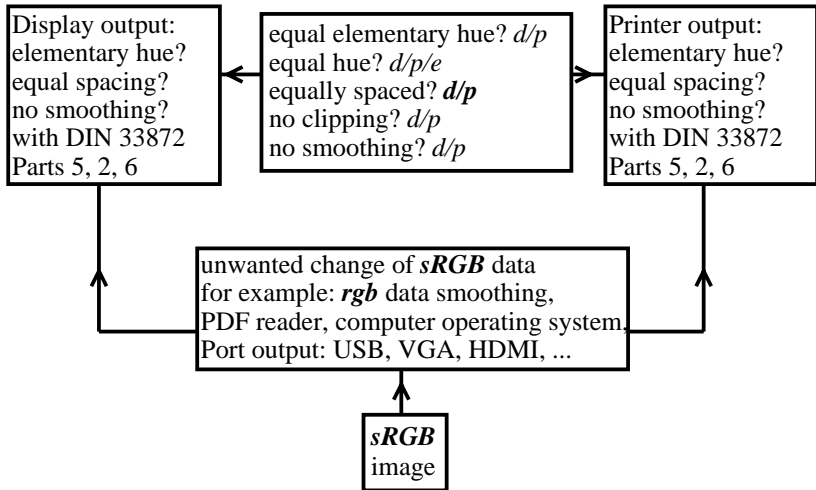 Display output:
elementary hue?
equal spacing?
no smoothing?
with DIN 33872
Parts 5, 2, 6
equal elementary hue? d/p
equal hue? d/p/e
equally spaced? d/p
no clipping? d/p
no smoothing? d/p
Printer output:
elementary hue?
equal spacing?
no smoothing?
with DIN 33872
Parts 5, 2, 6
unwanted change of sRGB data
for example: rgb data smoothing,
PDF reader, computer operating system,
Port output: USB, VGA, HDMI, ...
sRGB
image